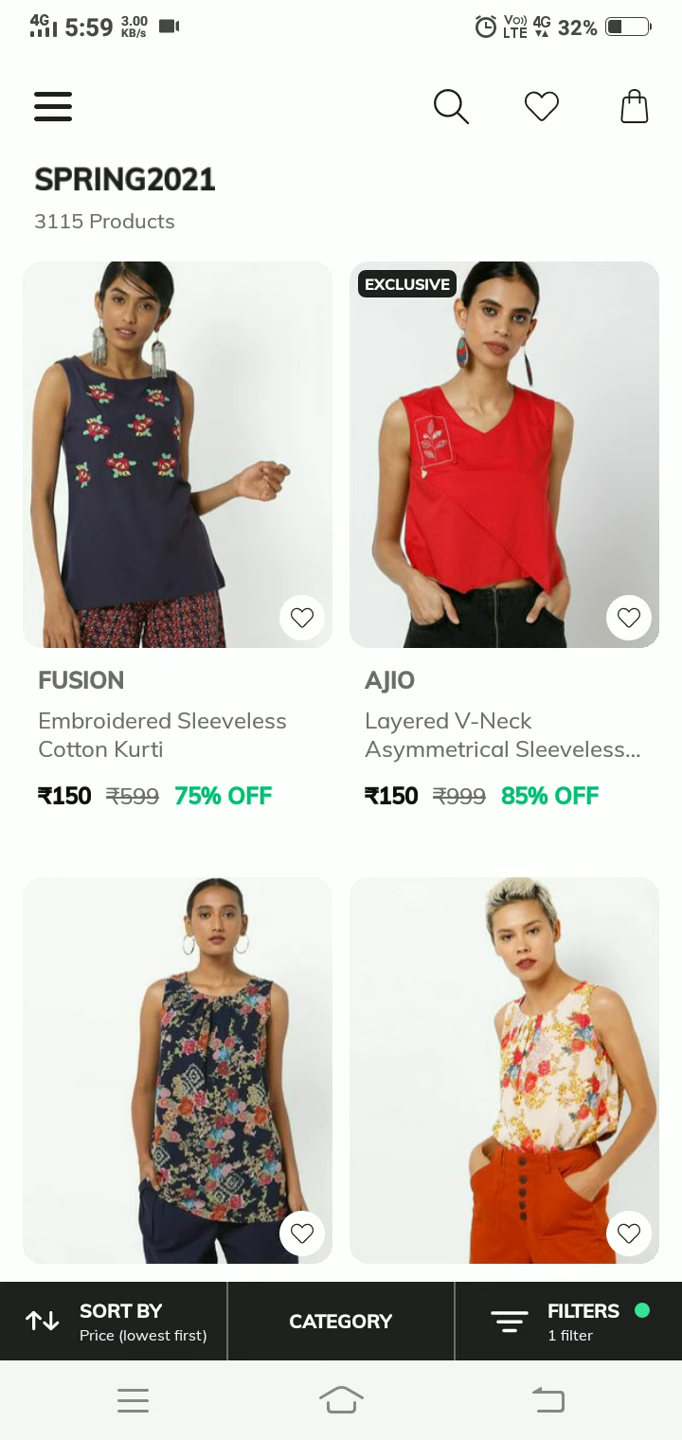 4G 5:59 3.00 KB/s Vo) LTE 4G 32%
SPRING2021
3115 Products
EXCLUSIVE
FUSION
Embroidered Sleeveless
Cotton Kurti
₹150 ₹599 75% OFF
AJIO
Layered V-Neck
Asymmetrical Sleeveless...
₹150 ₹999 85% OFF
SORT BY
Price (lowest first)
CATEGORY
FILTERS
1 filter